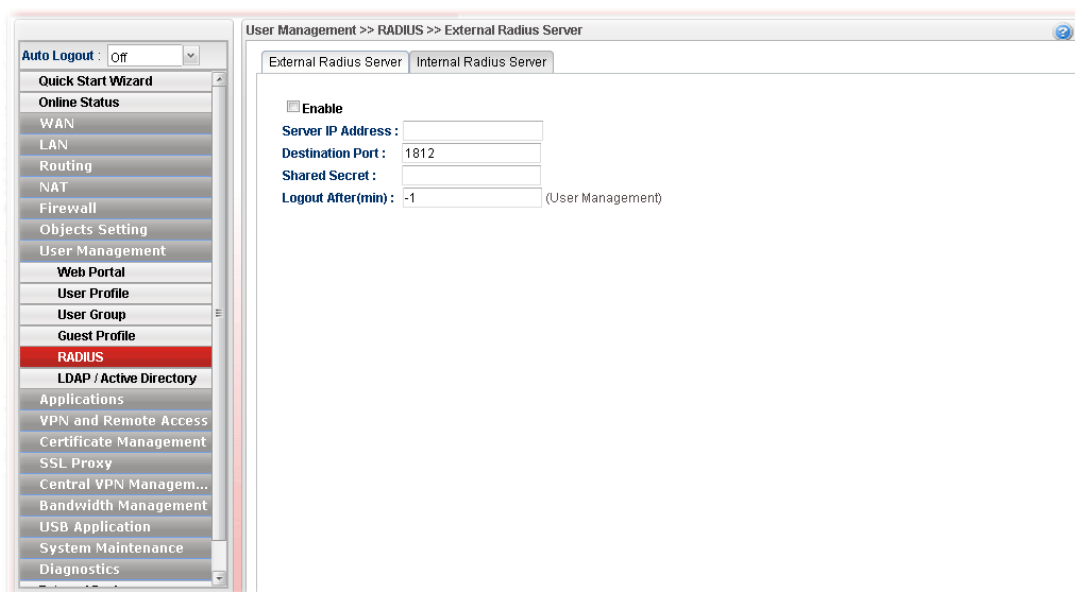 User Management >> RADIUS >> External Radius Server
Auto Logout : Off
Quick Start Wizard
Online Status
WAN
LAN
Routing
NAT
Firewall
Objects Setting
User Management
Web Portal
User Profile
User Group
Guest Profile
RADIUS
LDAP / Active Directory
Applications
VPN and Remote Access
Certificate Management
SSL Proxy
Central VPN Managem...
Bandwidth Management
USB Application
System Maintenance
Diagnostics
External Radius Server Internal Radius Server
Enable
Server IP Address :
Destination Port : 1812
Shared Secret :
Logout After(min) : -1 (User Management)